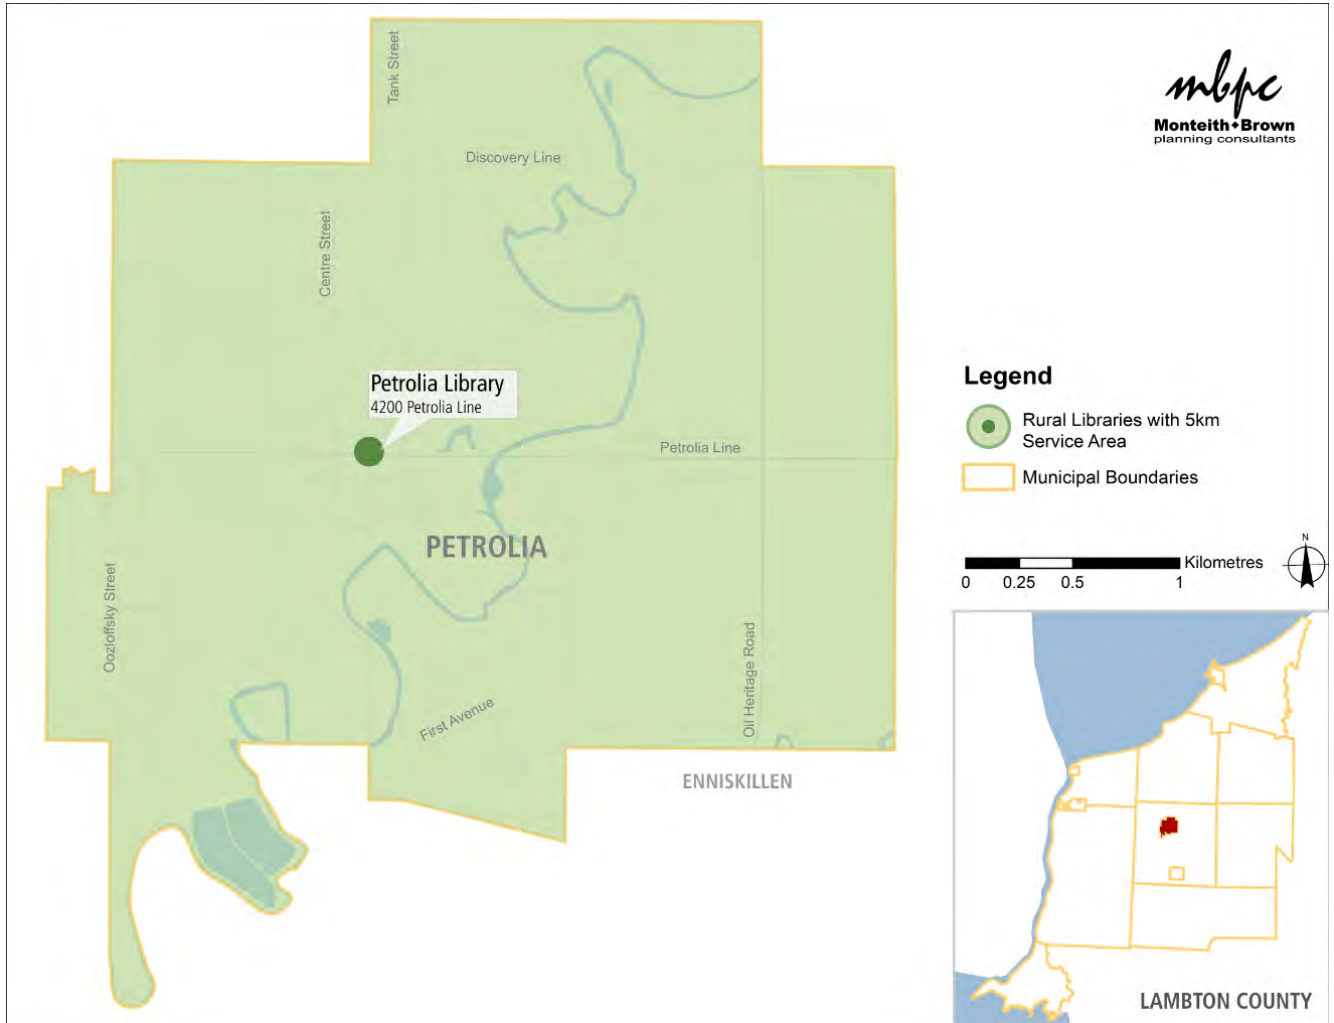 Tank Street
mbpc
Monteith♦Brown
planning consultants
Discovery Line
Centre Street
Petrolia Library
4200 Petrolia Line
Legend
Rural Libraries with 5km
Service Area
Petrolia Line
Municipal Boundaries
PETROLIA
N
Kilometres
0 0.25 0.5 1
Oozloffsky Street
Oil Heritage Road
First Avenue
ENNISKILLEN
LAMBTON COUNTY